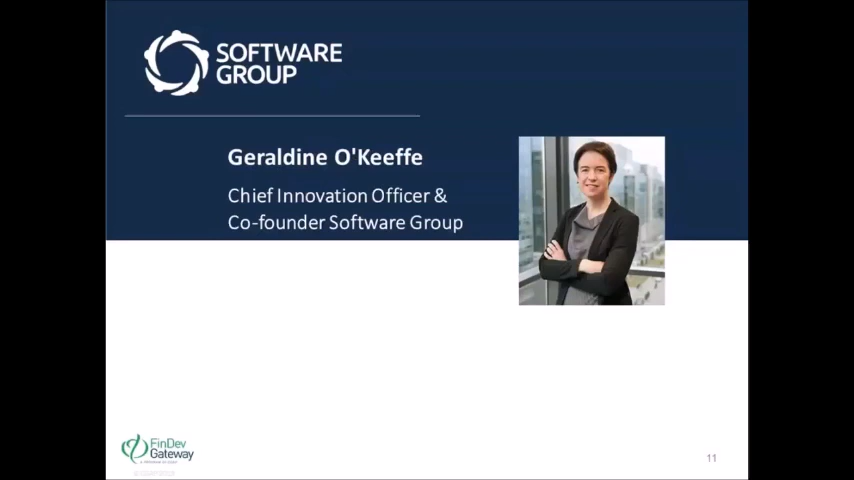 SOFTWARE
GROUP
Geraldine O'Keeffe
Chief Innovation Officer &
Co-founder Software Group
FinDev
Gateway
11